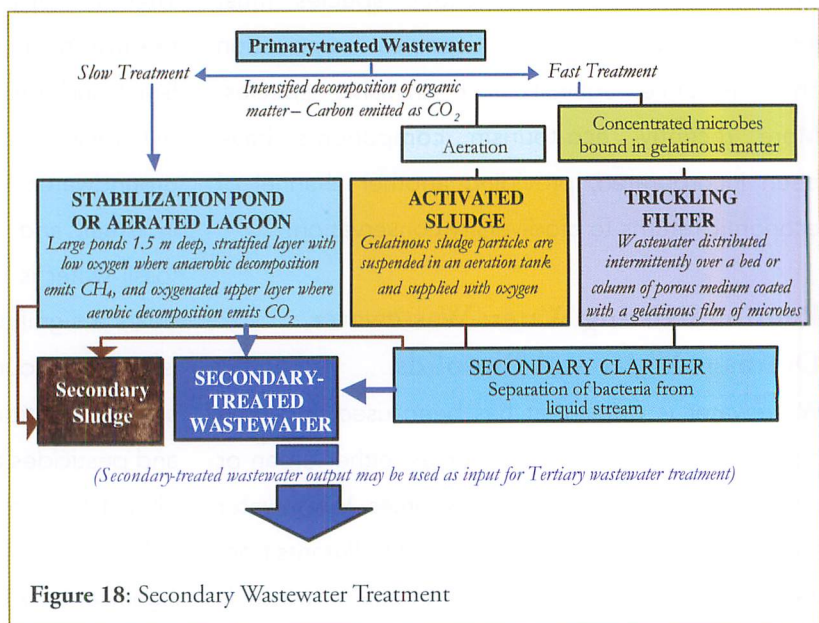 Primary-treated Wastewater
Slow Treatment
Fast Treatment
Intensified decomposition of organic
matter – Carbon emitted as CO₂
Aeration
Concentrated microbes
bound in gelatinous matter
STABILIZATION POND
OR AERATED LAGOON
Large ponds 1.5 m deep, stratified layer with
low oxygen where anaerobic decomposition
emits CH₄, and oxygenated upper layer where
aerobic decomposition emits CO₂
ACTIVATED
SLUDGE
Gelatinous sludge particles are
suspended in an aeration tank
and supplied with oxygen
TRICKLING
FILTER
Wastewater distributed
intermittently over a bed or
column of porous medium coated
with a gelatinous film of microbes
Secondary
Sludge
SECONDARY-
TREATED
WASTEWATER
SECONDARY CLARIFIER
Separation of bacteria from
liquid stream
(Secondary-treated wastewater output may be used as input for Tertiary wastewater treatment)
Figure 18: Secondary Wastewater Treatment